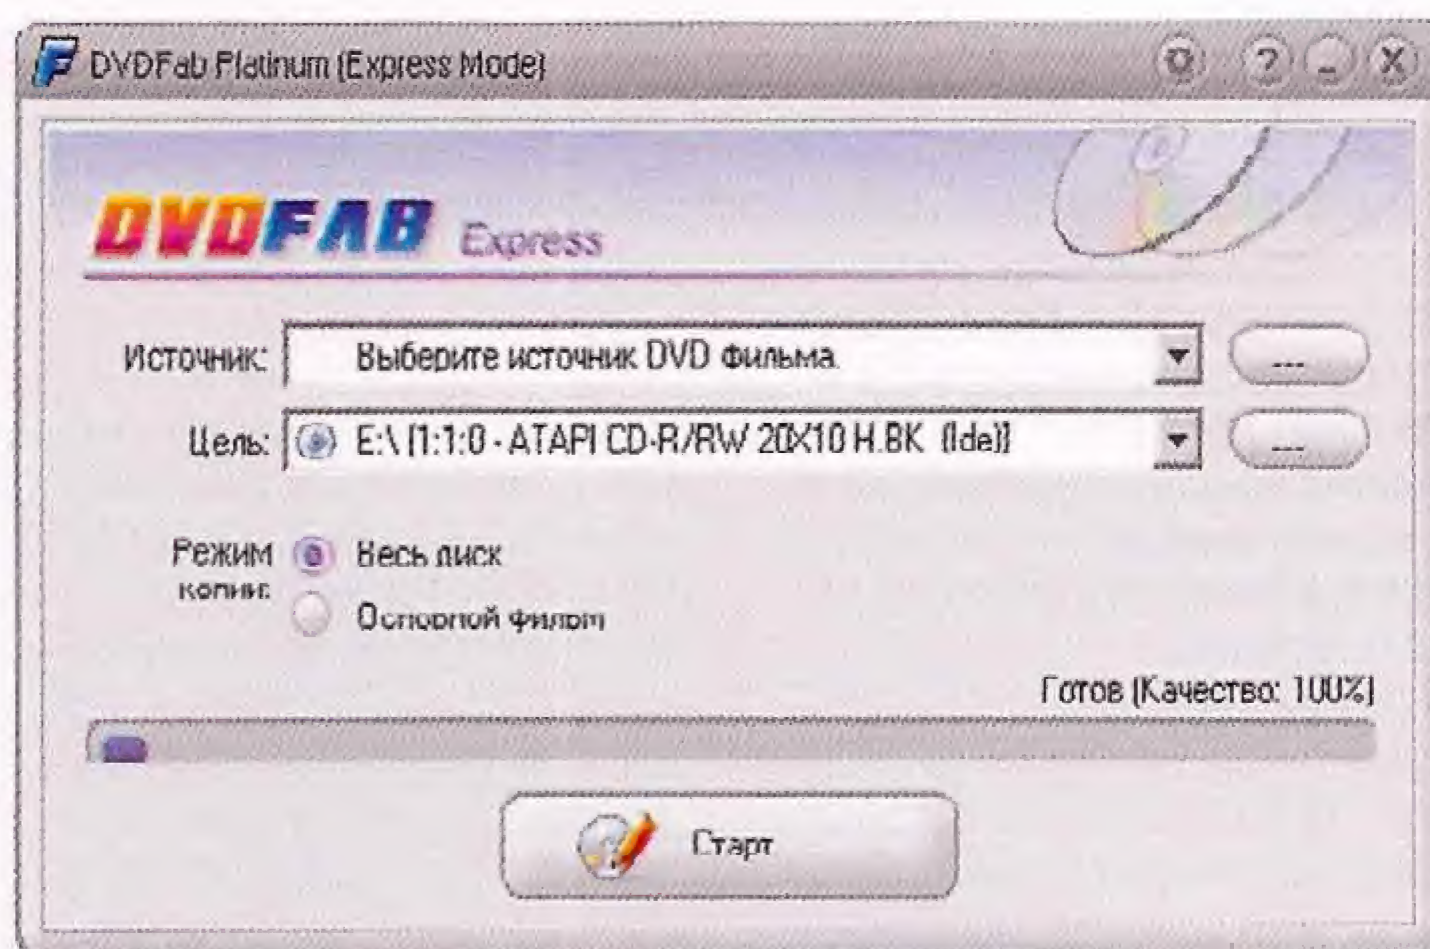 DVDFab Platinum (Express Mode)
DVDFAB Express
Источник: Выберите источник DVD фильма. ...
Цель: E:\ [1:1:0 - ATAPI CD-R/RW 20X10 H.BK (Ide)] ...
Режим Весь диск
копии:
Основной фильм
Готов (Качество: 100%)
Старт